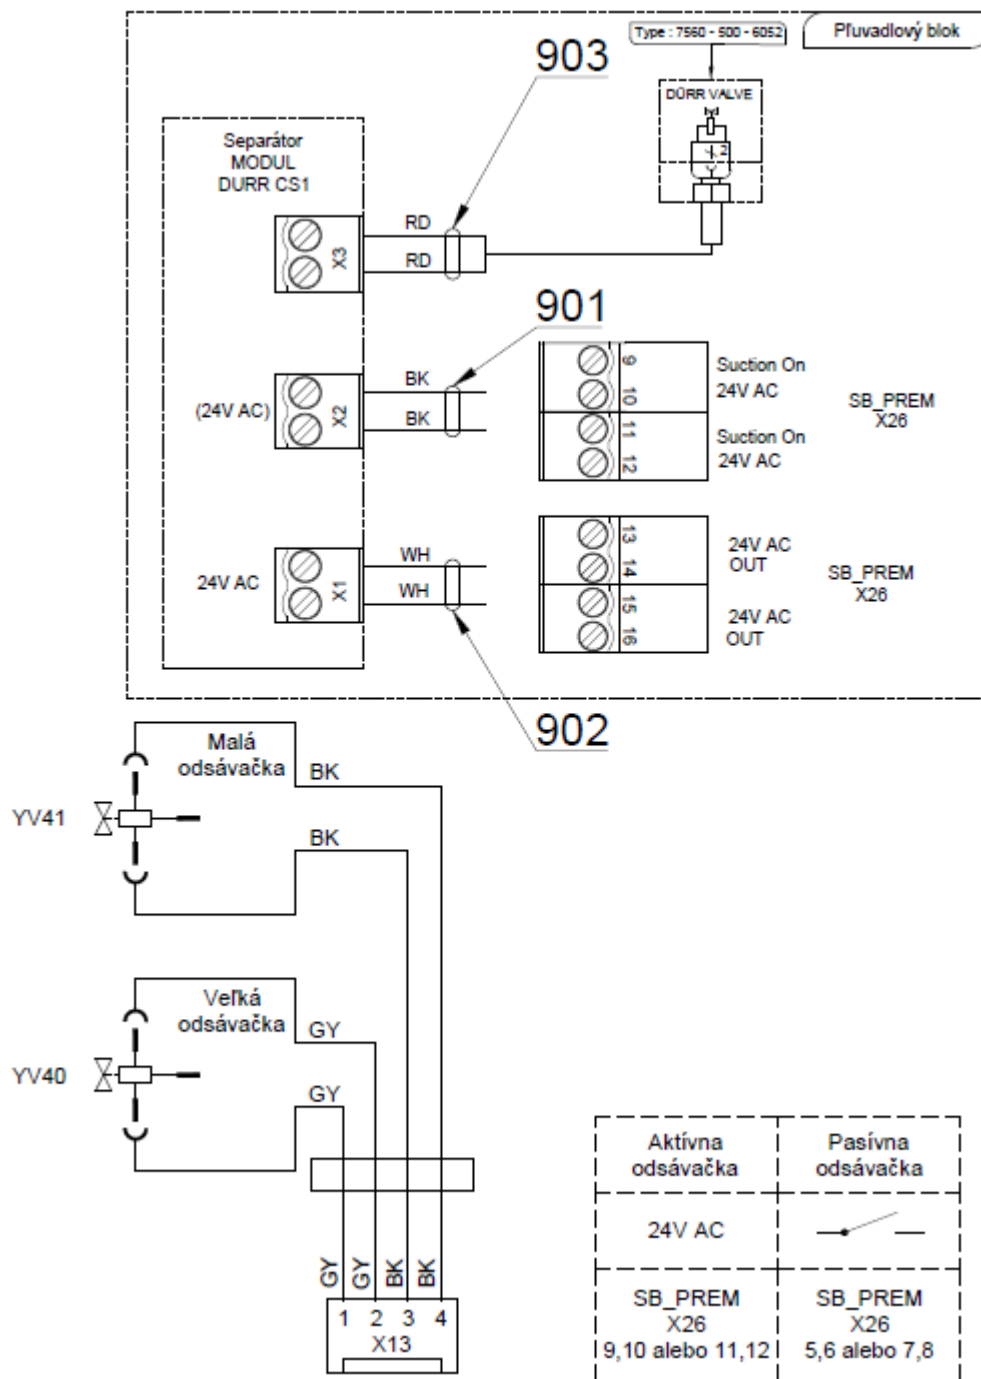 Type : 7560 - 500 - 6052
Přuvadlový blok
903
DÜRR VALVE
2
Separátor
MODUL
DURR CS1
RD
RD
X3
901
(24V AC)
X2
BK
BK
9
10
11
12
Suction On
24V AC
Suction On
24V AC
SB_PREM
X26
24V AC
X1
WH
WH
13
14
15
16
24V AC
OUT
24V AC
OUT
SB_PREM
X26
902
Malá
odsávačka
BK
YV41
BK
Veľká
odsávačka
GY
YV40
GY
GY
GY
BK
BK
1 2 3 4
X13
Aktívna
odsávačka
Pasívna
odsávačka
24V AC
SB_PREM
X26
9,10 alebo 11,12
SB_PREM
X26
5,6 alebo 7,8